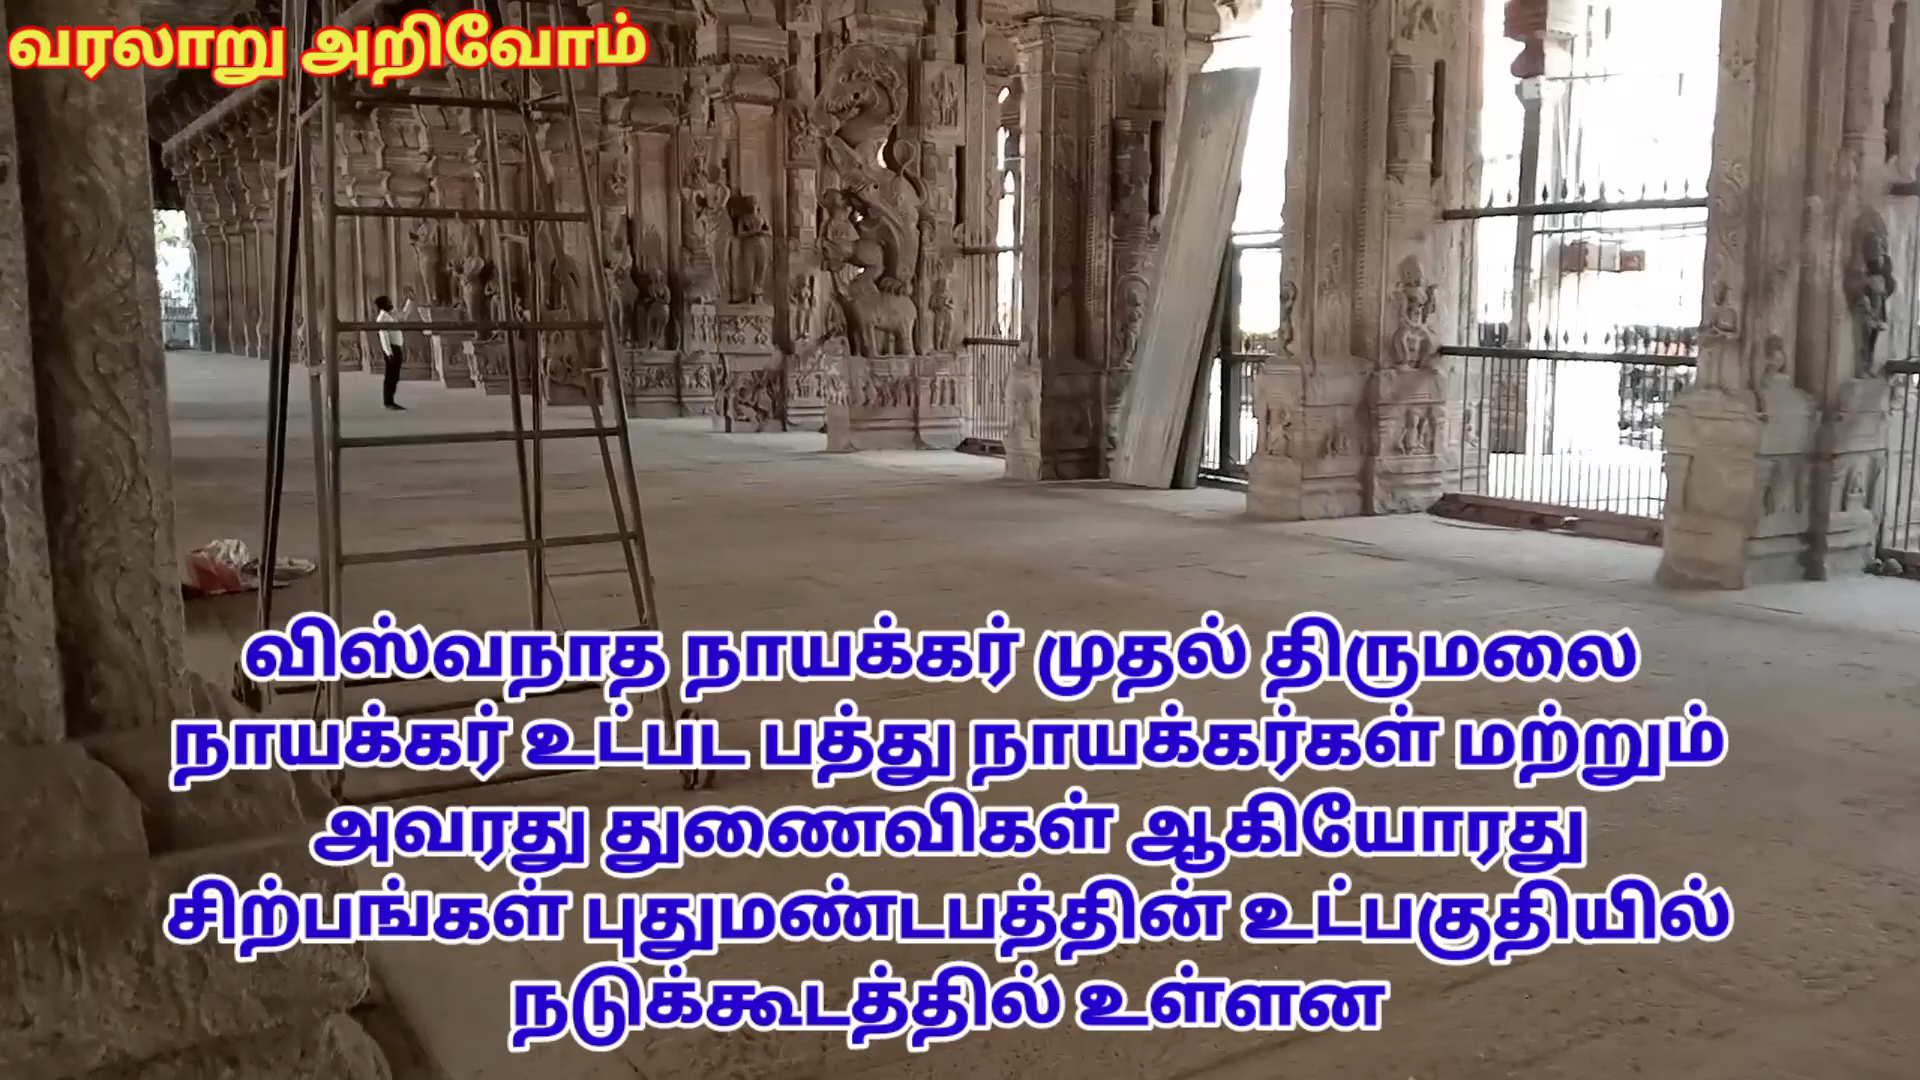 வரலாறு அறிவோம்
விஸ்வநாத நாயக்கர் முதல் திருமலை
நாயக்கர் உட்பட பத்து நாயக்கர்கள் மற்றும்
அவரது துணைவிகள் ஆகியோரது
சிற்பங்கள் புதுமண்டபத்தின் உட்பகுதியில்
நடுக்கூடத்தில் உள்ளன